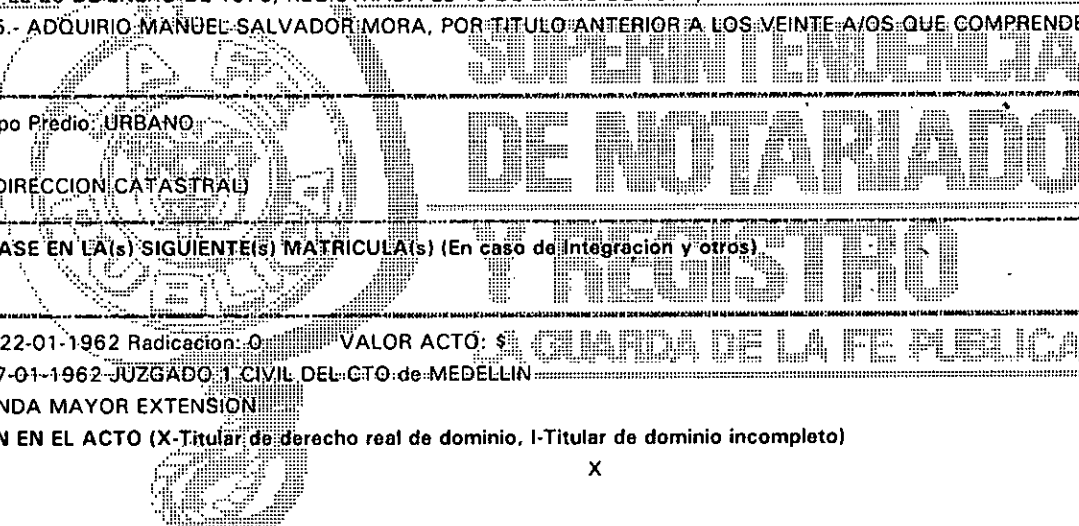 5.- ADQUIRIO MANUEL SALVADOR MORA, POR TITULO ANTERIOR A LOS VEINTE A/OS QUE COMPRENDE
SUPERINTENDENCIA
po Predio: URBANO
DE NOTARIADO
DIRECCION CATASTRAL)
ASE EN LA(s) SIGUIENTE(s) MATRICULA(s) (En caso de Integracion y otros)
Y REGISTRO
22-01-1962 Radicacion: 0 VALOR ACTO: $
LA GUARDA DE LA FE PUBLICA
7-01-1962 JUZGADO 1 CIVIL DEL CTO de MEDELLIN
NDA MAYOR EXTENSION
N EN EL ACTO (X-Titular de derecho real de dominio, I-Titular de dominio incompleto)
X